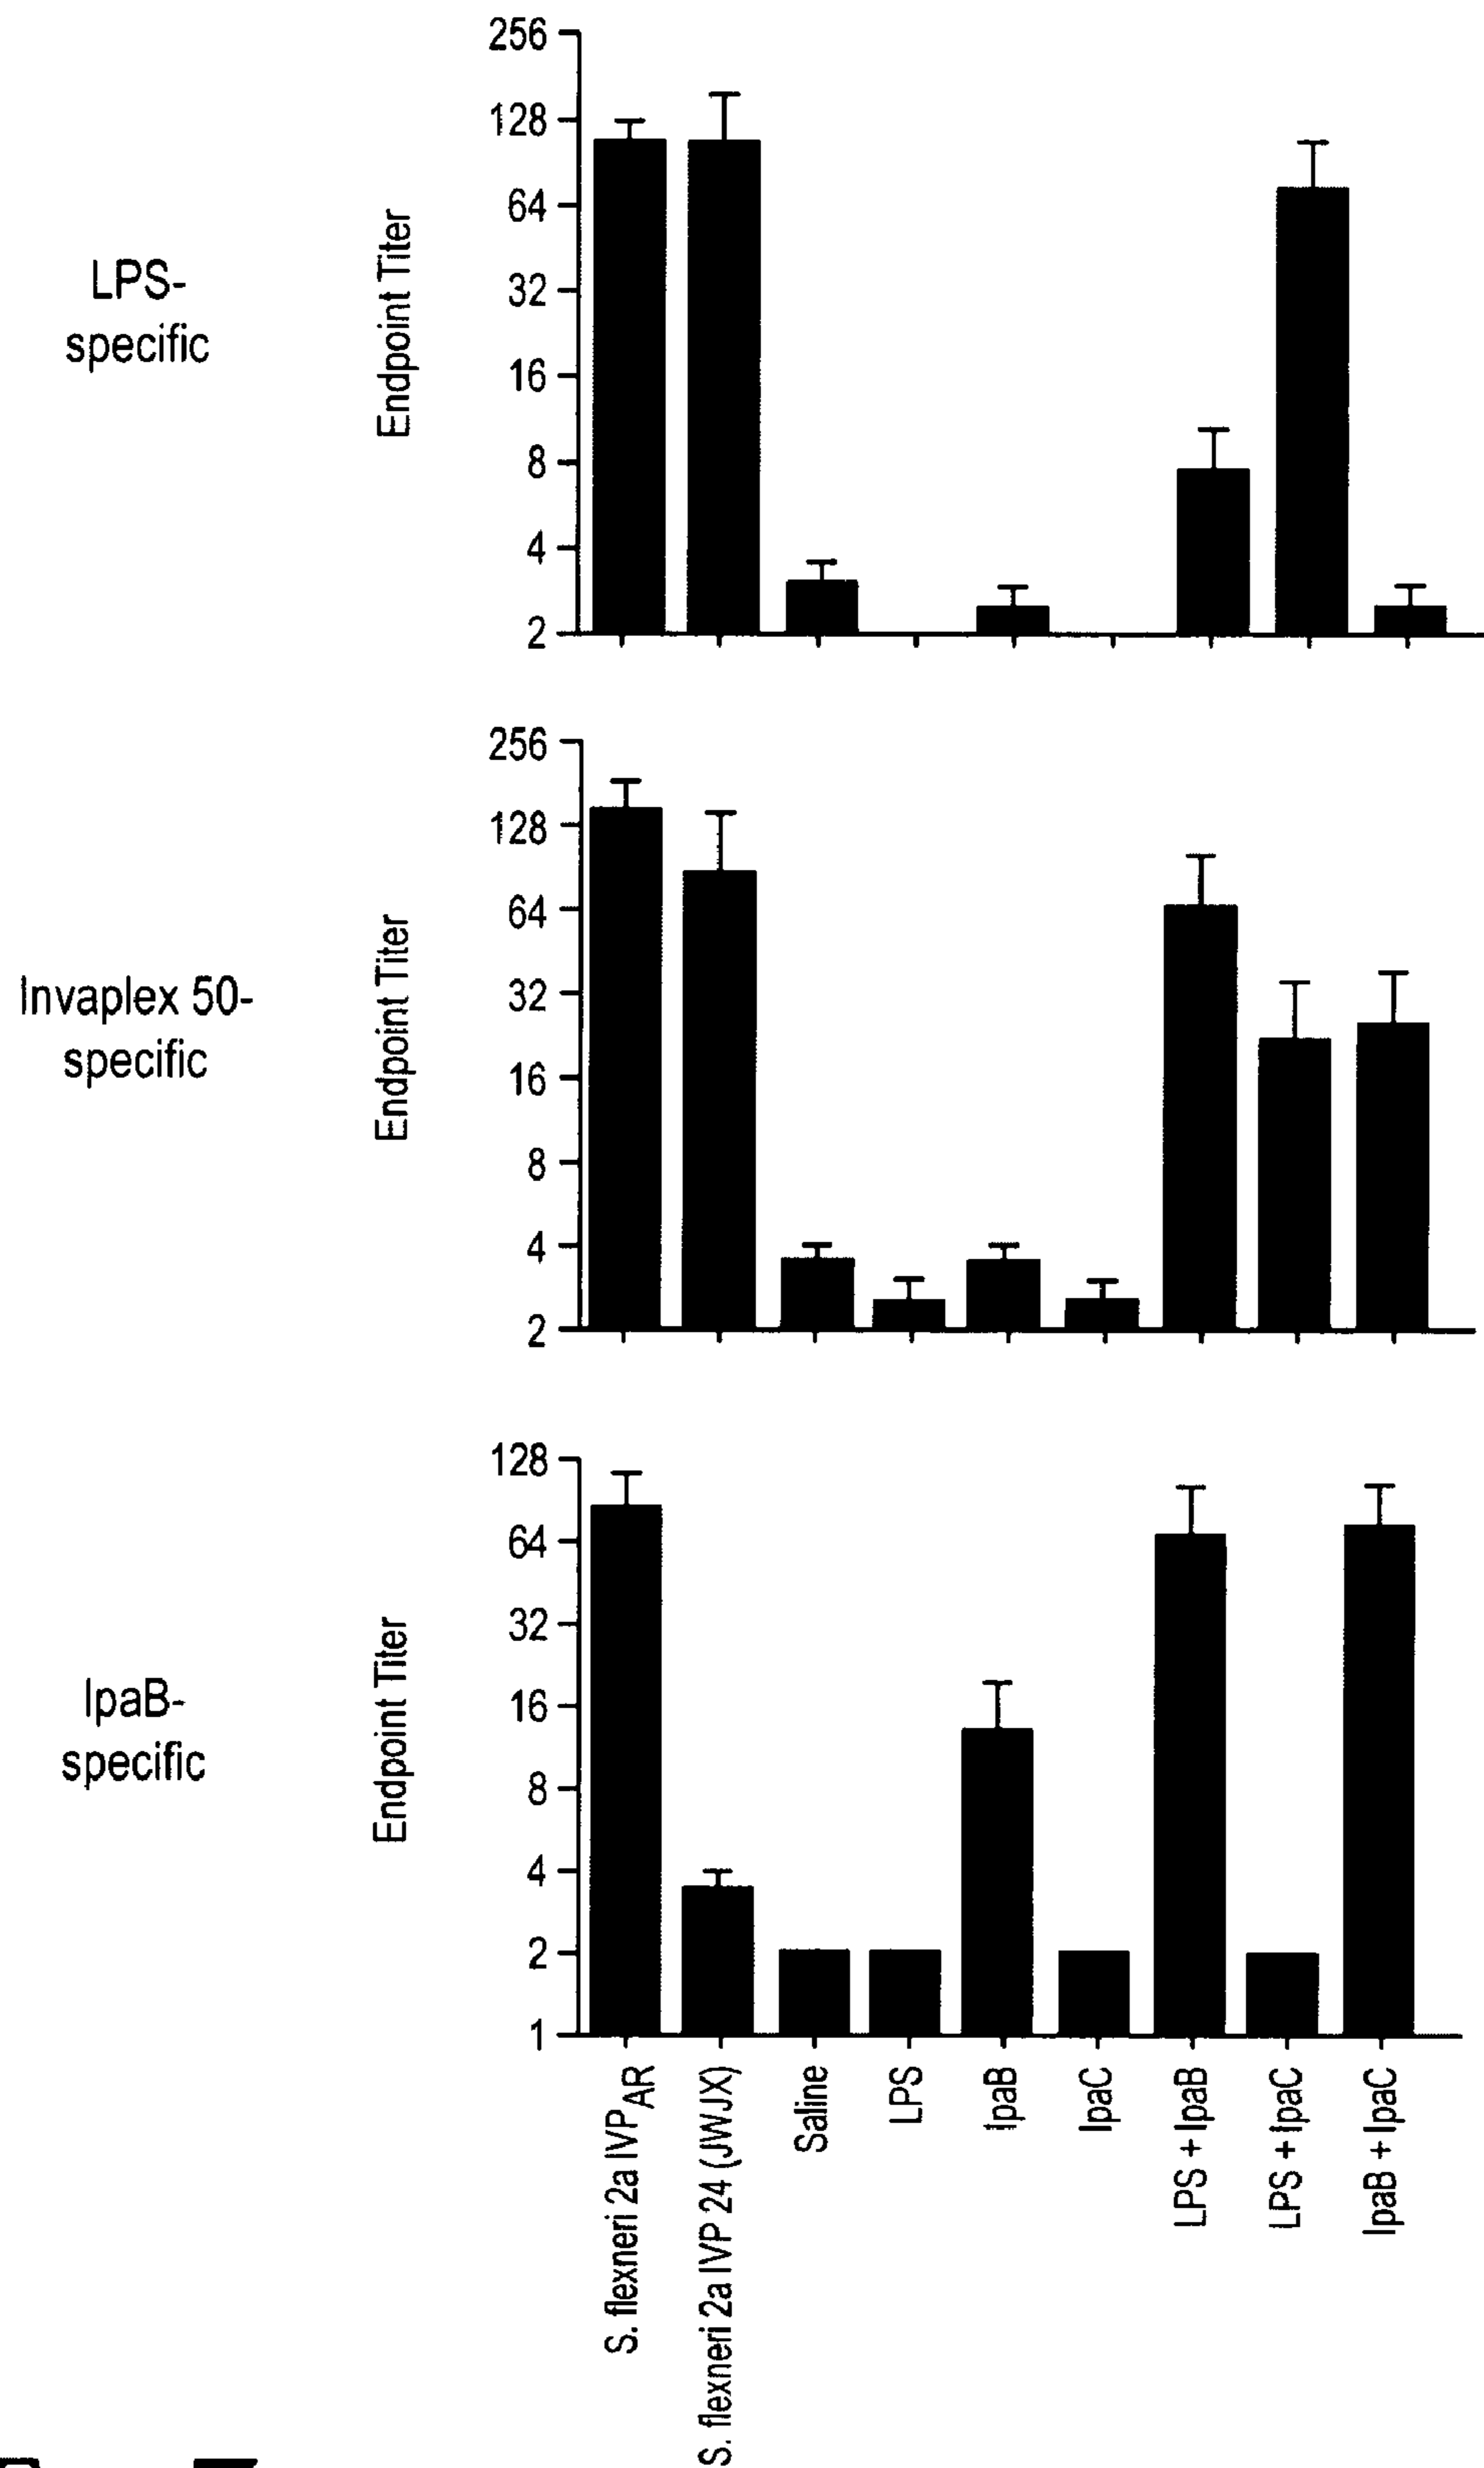 LPS-
specific
Endpoint Titer
256
128
64
32
16
8
4
2
Invaplex 50-
specific
Endpoint Titer
256
128
64
32
16
8
4
2
IpaB-
specific
Endpoint Titer
128
64
32
16
8
4
2
1
S. flexneri 2a IVPAR
S. flexneri 2a IVP 24 (JWJX)
Saline
LPS
IpaB
IpaC
LPS + IpaB
LPS + IpaC
IpaB + IpaC